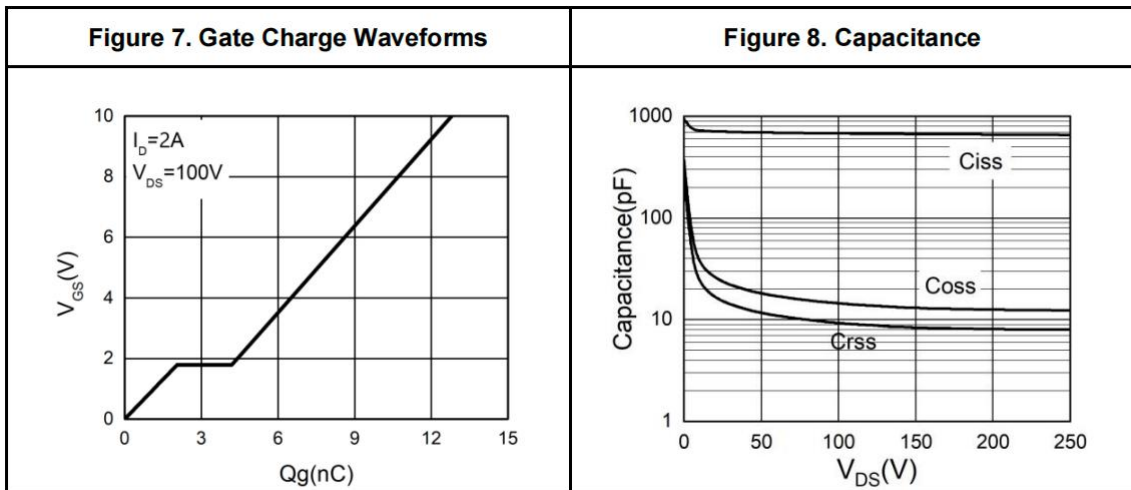 Figure 7. Gate Charge Waveforms
Figure 8. Capacitance
10
8
6
4
2
0
V_GS(V)
I_D=2A
V_DS=100V
0 3 6 9 12 15
Qg(nC)
1000
100
10
1
Capacitance(pF)
Ciss
Coss
Crss
0 50 100 150 200 250
V_DS(V)